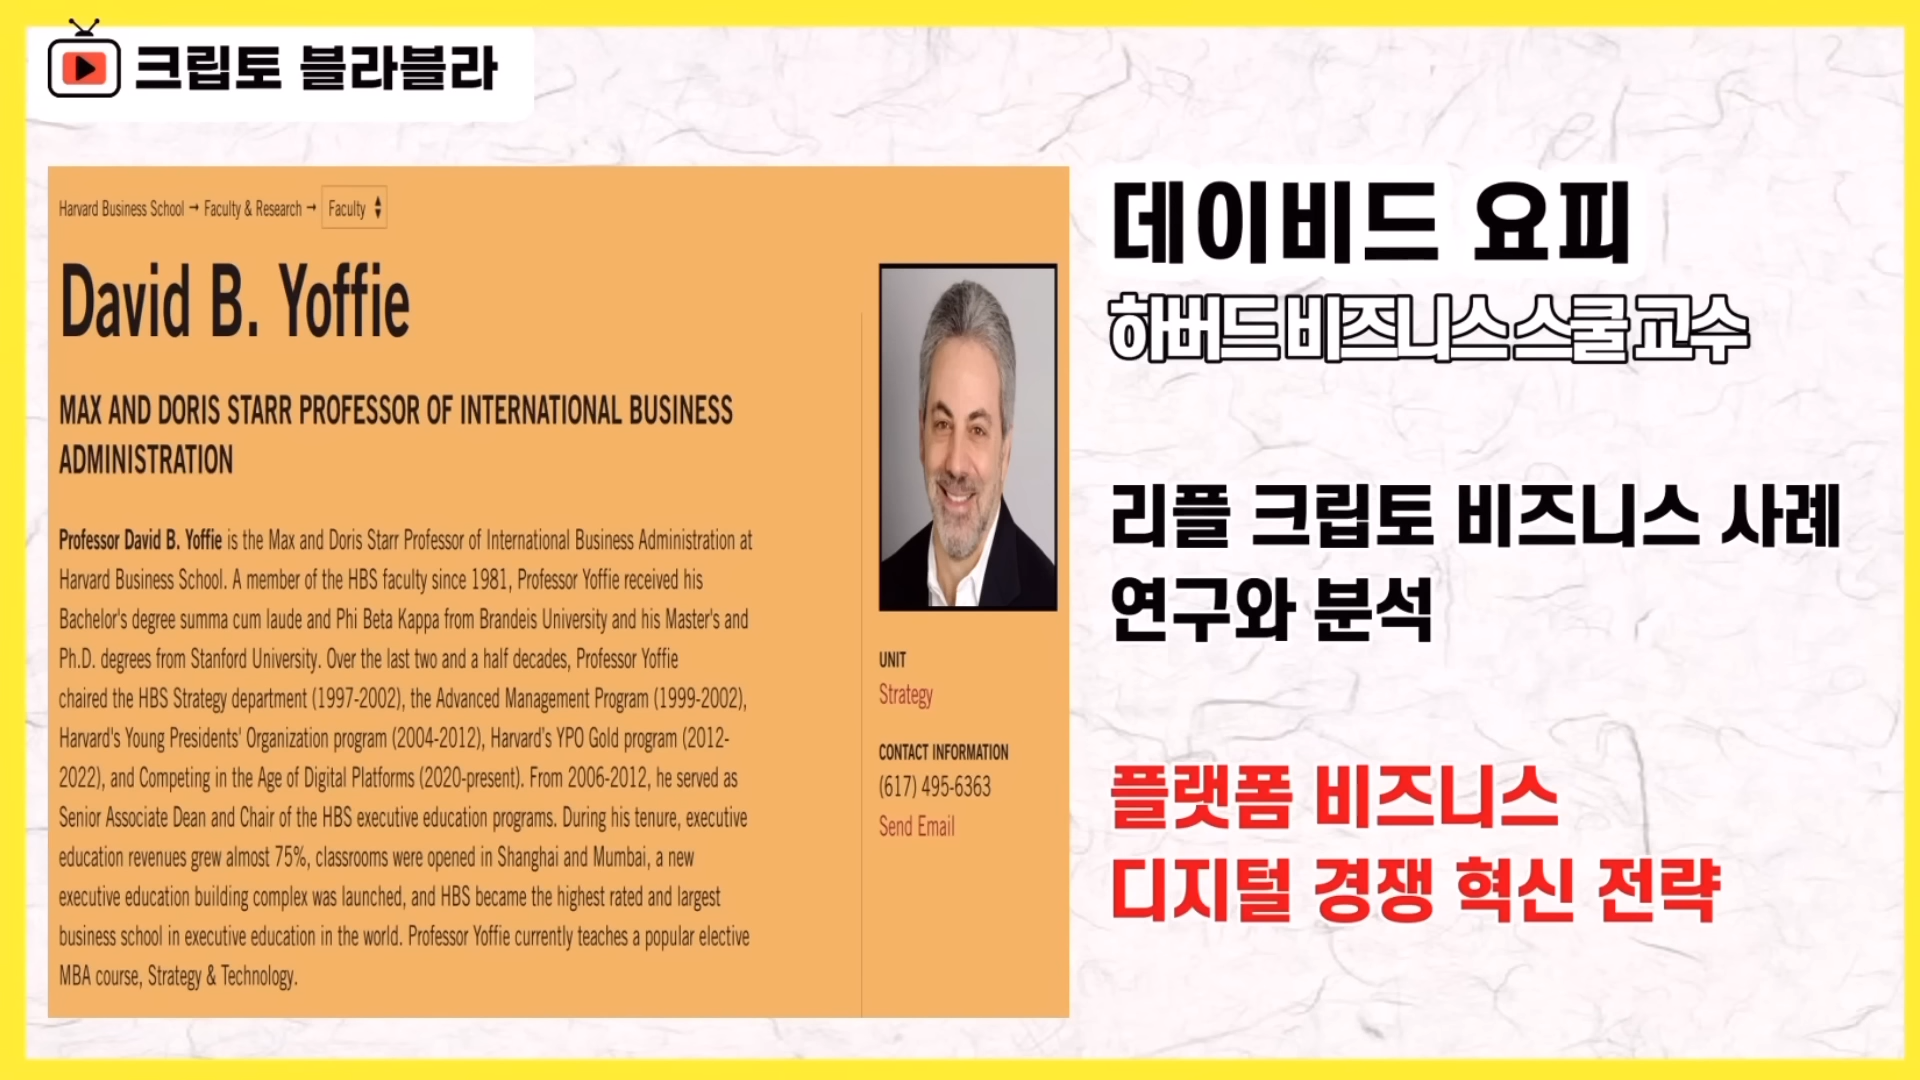 크립토 블라블라
Harvard Business School → Faculty & Research → Faculty
David B. Yoffie
MAX AND DORIS STARR PROFESSOR OF INTERNATIONAL BUSINESS
ADMINISTRATION
Professor David B. Yoffie is the Max and Doris Starr Professor of International Business Administration at
Harvard Business School. A member of the HBS faculty since 1981, Professor Yoffie received his
Bachelor's degree summa cum laude and Phi Beta Kappa from Brandeis University and his Master's and
Ph.D. degrees from Stanford University. Over the last two and a half decades, Professor Yoffie
chaired the HBS Strategy department (1997-2002), the Advanced Management Program (1999-2002),
Harvard's Young Presidents' Organization program (2004-2012), Harvard's YPO Gold program (2012-
2022), and Competing in the Age of Digital Platforms (2020-present). From 2006-2012, he served as
Senior Associate Dean and Chair of the HBS executive education programs. During his tenure, executive
education revenues grew almost 75%, classrooms were opened in Shanghai and Mumbai, a new
executive education building complex was launched, and HBS became the highest rated and largest
business school in executive education in the world. Professor Yoffie currently teaches a popular elective
MBA course, Strategy & Technology.
UNIT
Strategy
CONTACT INFORMATION
(617) 495-6363
Send Email
데이비드 요피
하버드 비즈니스 스쿨 교수
리플 크립토 비즈니스 사례
연구와 분석
플랫폼 비즈니스
디지털 경쟁 혁신 전략